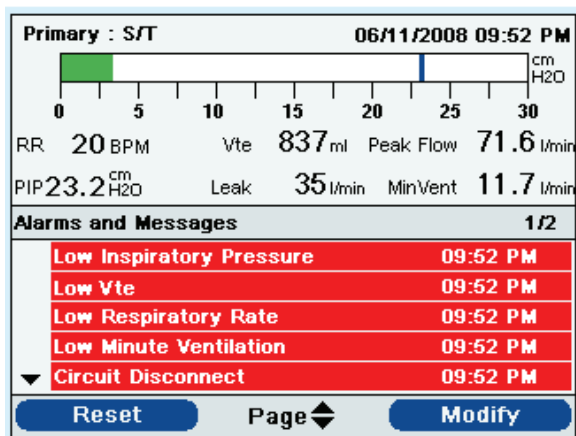 Primary : S/T 06/11/2008 09:52 PM
cm
H2O
0 5 10 15 20 25 30
RR 20 BPM Vte 837 ml Peak Flow 71.6 l/min
PIP 23.2 cm H2O Leak 35 l/min MinVent 11.7 l/min
Alarms and Messages 1/2
Low Inspiratory Pressure 09:52 PM
Low Vte 09:52 PM
Low Respiratory Rate 09:52 PM
Low Minute Ventilation 09:52 PM
Circuit Disconnect 09:52 PM
Reset Page Modify